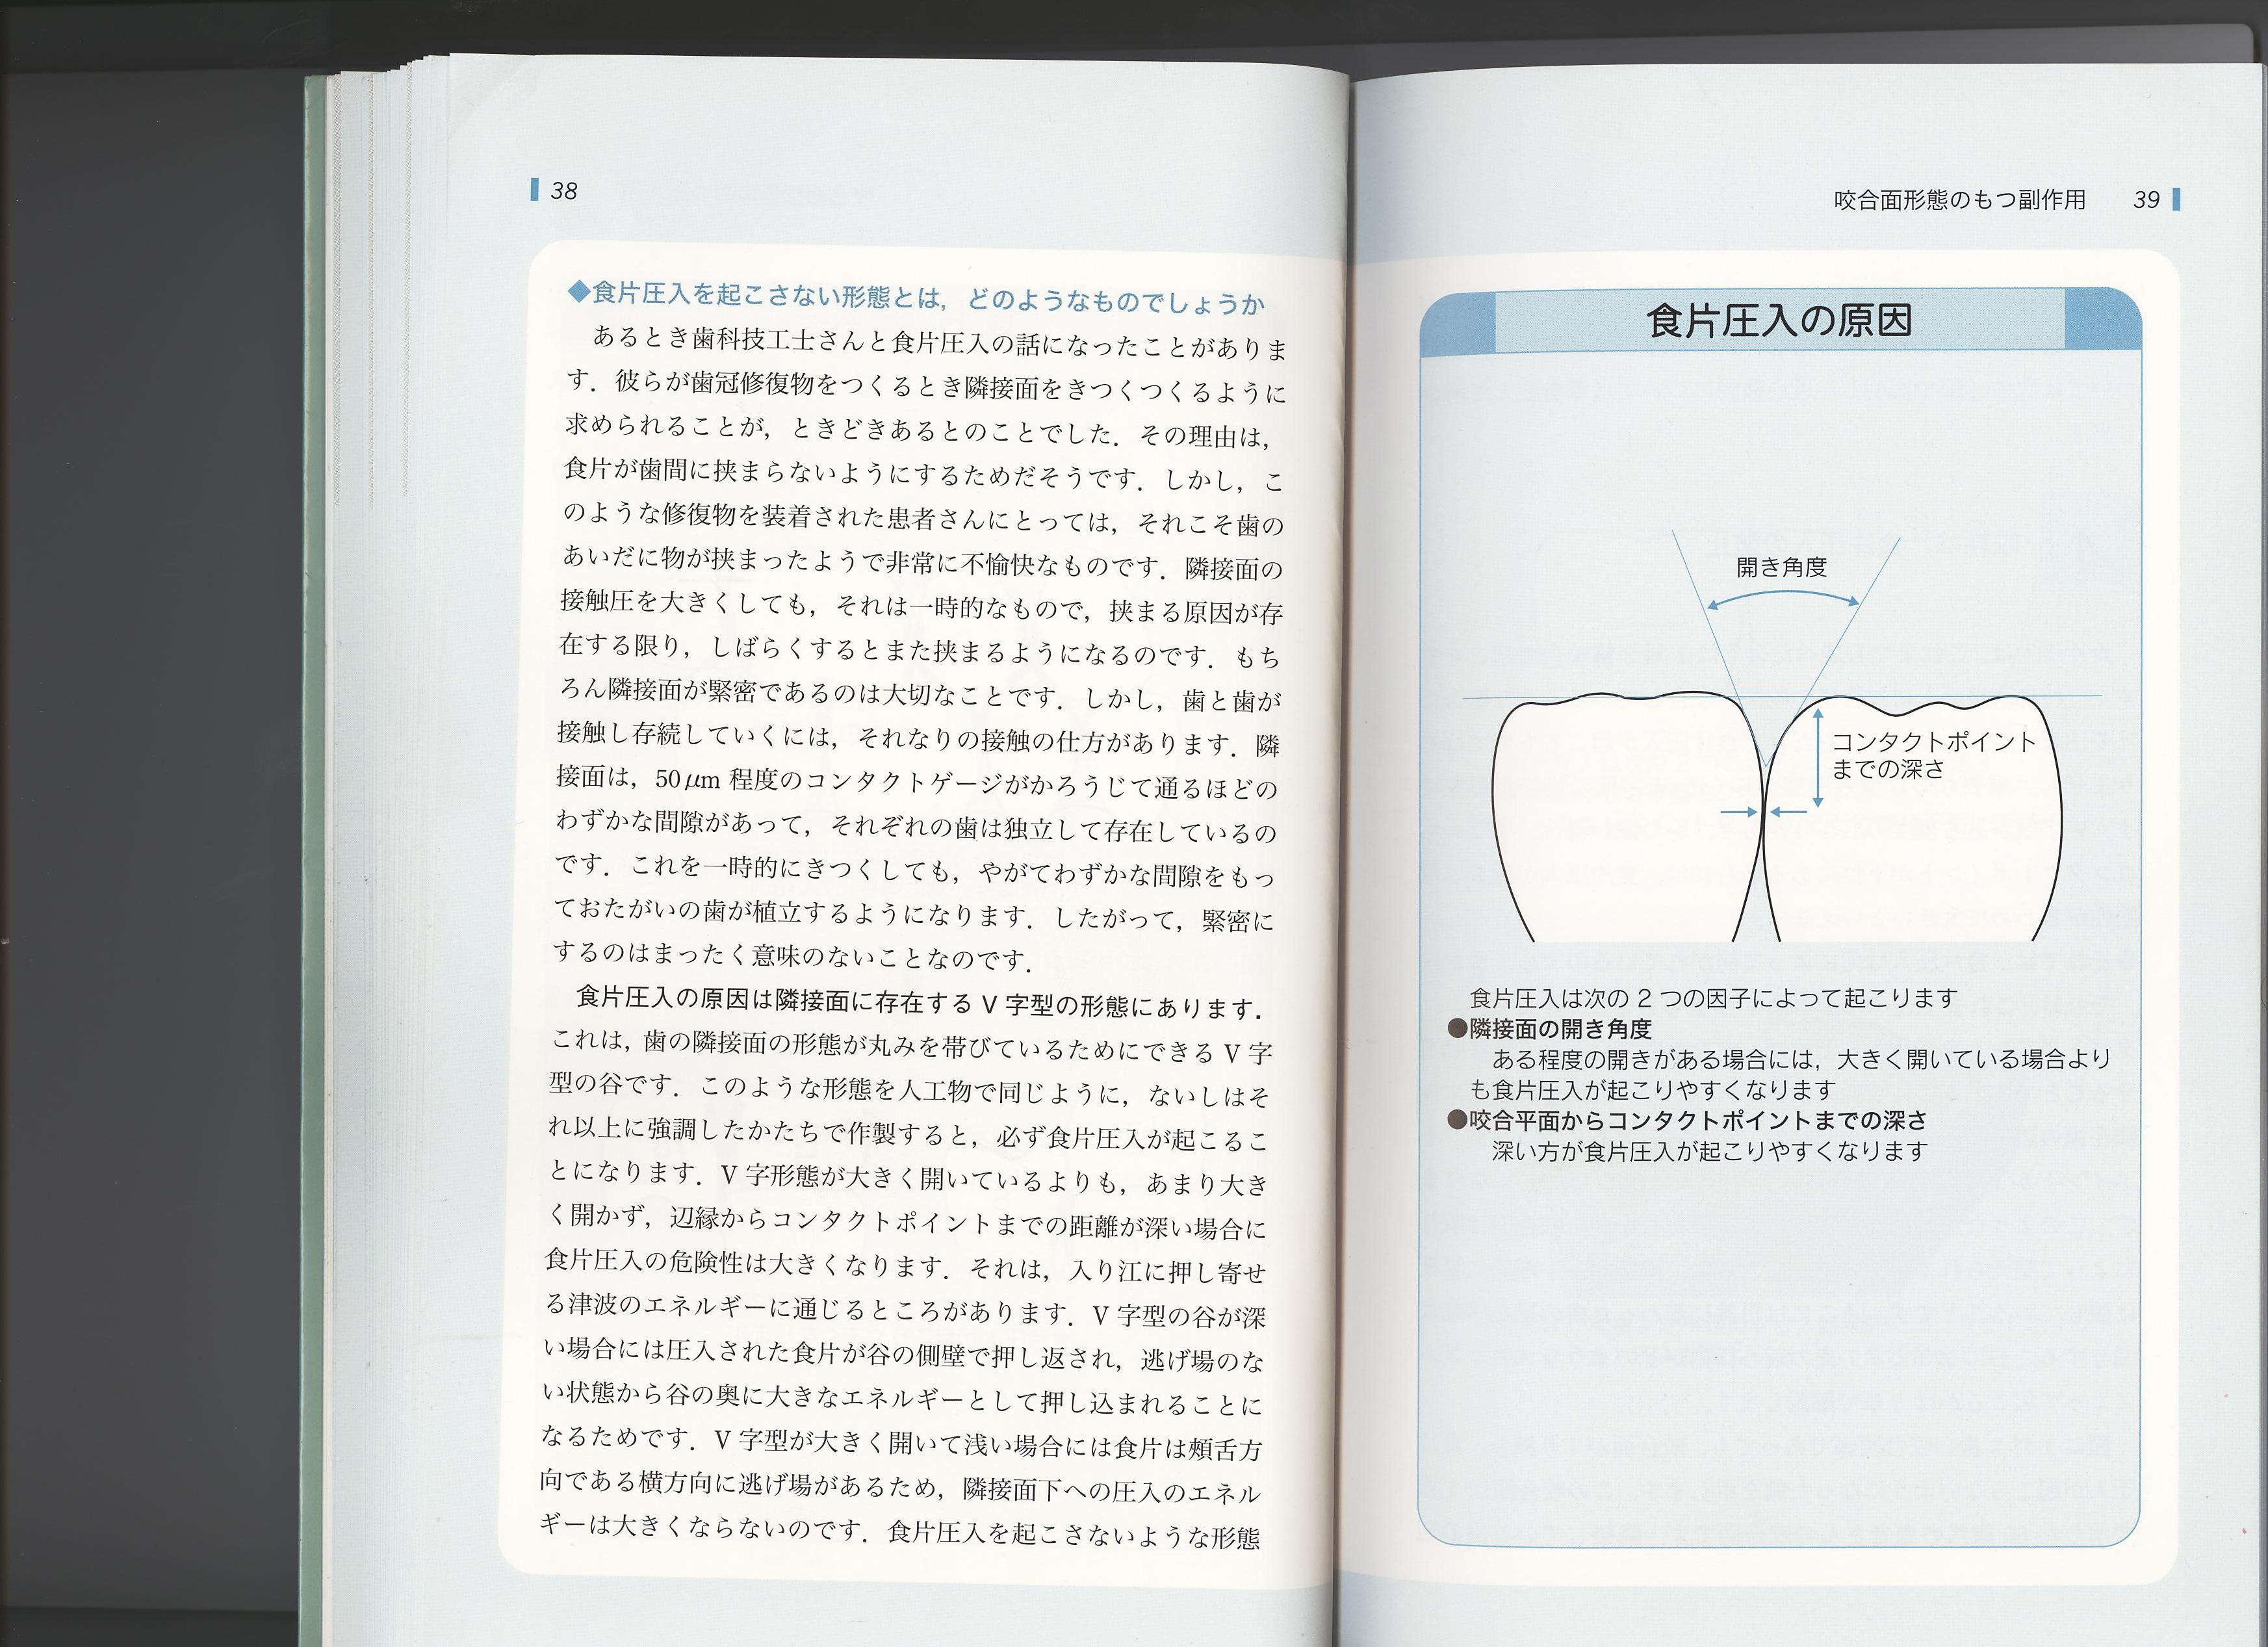 38
◆食片圧入を起こさない形態とは，どのようなものでしょうか
あるとき歯科技工士さんと食片圧入の話になったことがありま
す．彼らが歯冠修復物をつくるとき隣接面をきつくつくるように
求められることが，ときどきあるとのことでした．その理由は，
食片が歯間に挟まらないようにするためだそうです．しかし，こ
のような修復物を装着された患者さんにとっては，それこそ歯の
あいだに物が挟まったようで非常に不愉快なものです．隣接面の
接触圧を大きくしても，それは一時的なもので，挟まる原因が存
在する限り，しばらくするとまた挟まるようになるのです．もち
ろん隣接面が緊密であるのは大切なことです．しかし，歯と歯が
接触し存続していくには，それなりの接触の仕方があります．隣
接面は，50 μm 程度のコンタクトゲージがかろうじて通るほどの
わずかな間隙があって，それぞれの歯は独立して存在しているの
です．これを一時的にきつくしても，やがてわずかな間隙をもっ
ておたがいの歯が植立するようになります．したがって，緊密に
するのはまったく意味のないことなのです．
食片圧入の原因は隣接面に存在する V 字型の形態にあります．
これは，歯の隣接面の形態が丸みを帯びているためにできる V 字
型の谷です．このような形態を人工物で同じように，ないしはそ
れ以上に強調したかたちで作製すると，必ず食片圧入が起こるこ
とになります．V 字形態が大きく開いているよりも，あまり大き
く開かず，辺縁からコンタクトポイントまでの距離が深い場合に
食片圧入の危険性は大きくなります．それは，入り江に押し寄せ
る津波のエネルギーに通じるところがあります．V 字型の谷が深
い場合には圧入された食片が谷の側壁で押し返され，逃げ場のな
い状態から谷の奥に大きなエネルギーとして押し込まれることに
なるためです．V 字型が大きく開いて浅い場合には食片は頰舌方
向である横方向に逃げ場があるため，隣接面下への圧入のエネル
ギーは大きくならないのです．食片圧入を起こさないような形態
咬合面形態のもつ副作用 39
食片圧入の原因
開き角度
コンタクトポイント
までの深さ
食片圧入は次の 2 つの因子によって起こります
●隣接面の開き角度
ある程度の開きがある場合には，大きく開いている場合より
も食片圧入が起こりやすくなります
●咬合平面からコンタクトポイントまでの深さ
深い方が食片圧入が起こりやすくなります